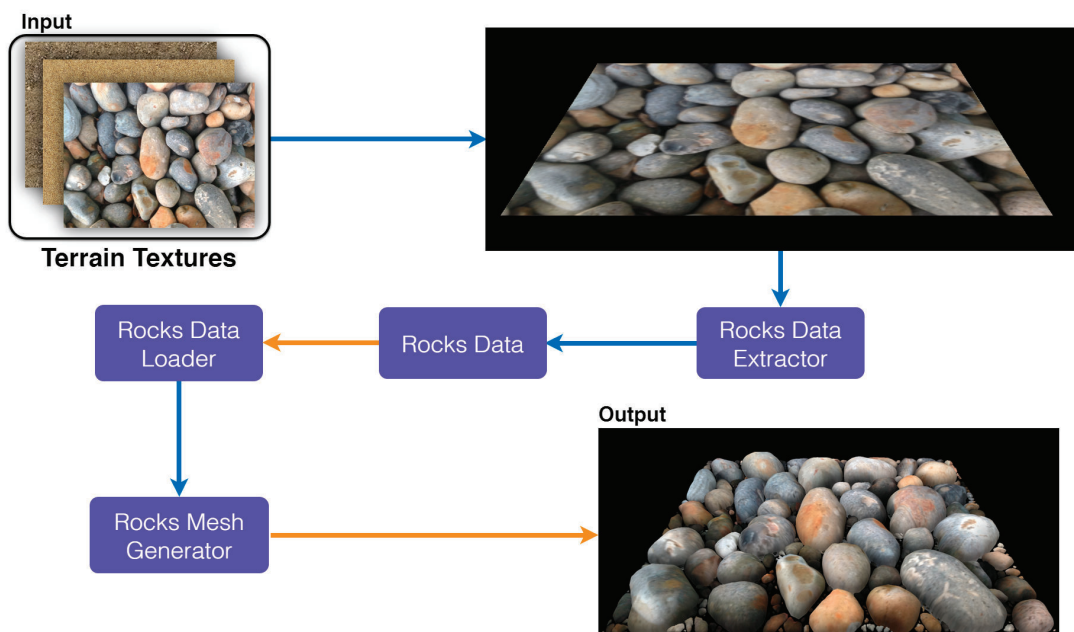 Input
Terrain Textures
Rocks Data
Loader
Rocks Data
Rocks Data
Extractor
Output
Rocks Mesh
Generator